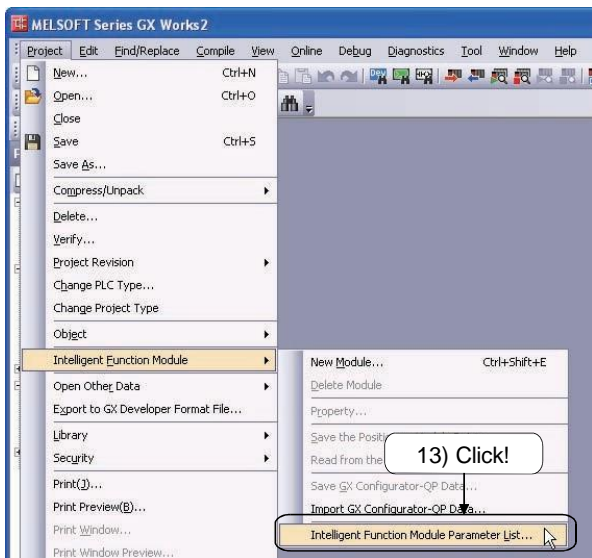 MELSOFT Series GX Works2
Project Edit Find/Replace Compile View Online Debug Diagnostics Tool Window Help
New... Ctrl+N
Open... Ctrl+O
Close
Save Ctrl+S
Save As...
Compress/Unpack
Delete...
Verify...
Project Revision
Change PLC Type...
Change Project Type
Object
Intelligent Function Module
Open Other Data
Export to GX Developer Format File...
Library
Security
Print(J)...
Print Preview(B)...
Print Window...
Print Window Preview...
New Module... Ctrl+Shift+E
Delete Module
Property...
Save the Posit
Read from the
Save GX Configurator-QP Data...
Import GX Configurator-QP Data...
Intelligent Function Module Parameter List...
13) Click!